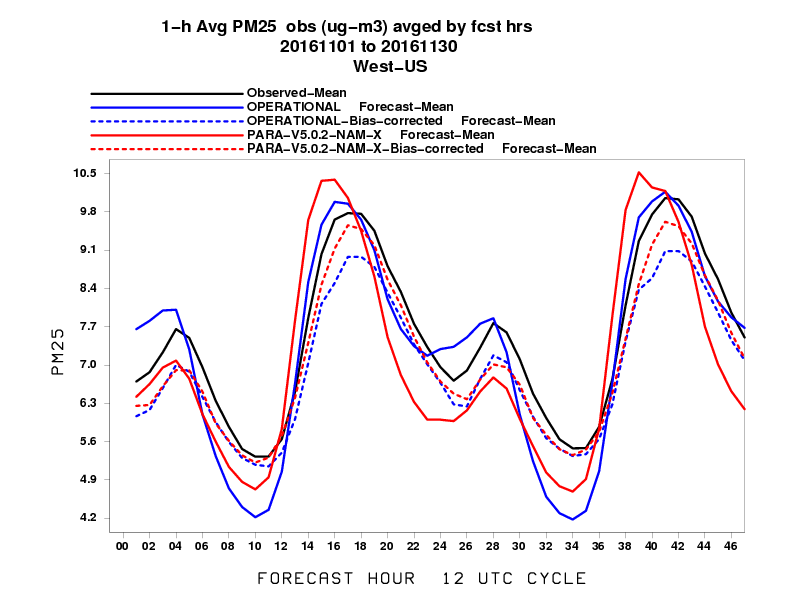 1-h Avg PM25  obs (ug-m3) avged by fcst hrs
20161101 to 20161130
West-US
Observed-Mean
OPERATIONAL    Forecast-Mean
OPERATIONAL-Bias-corrected    Forecast-Mean
PARA-V5.0.2-NAM-X    Forecast-Mean
PARA-V5.0.2-NAM-X-Bias-corrected    Forecast-Mean
10.5
9.8
9.1
8.4
7.7
7.0
6.3
5.6
4.9
4.2
PM25
00 02 04 06 08 10 12 14 16 18 20 22 24 26 28 30 32 34 36 38 40 42 44 46
FORECAST HOUR  12 UTC CYCLE